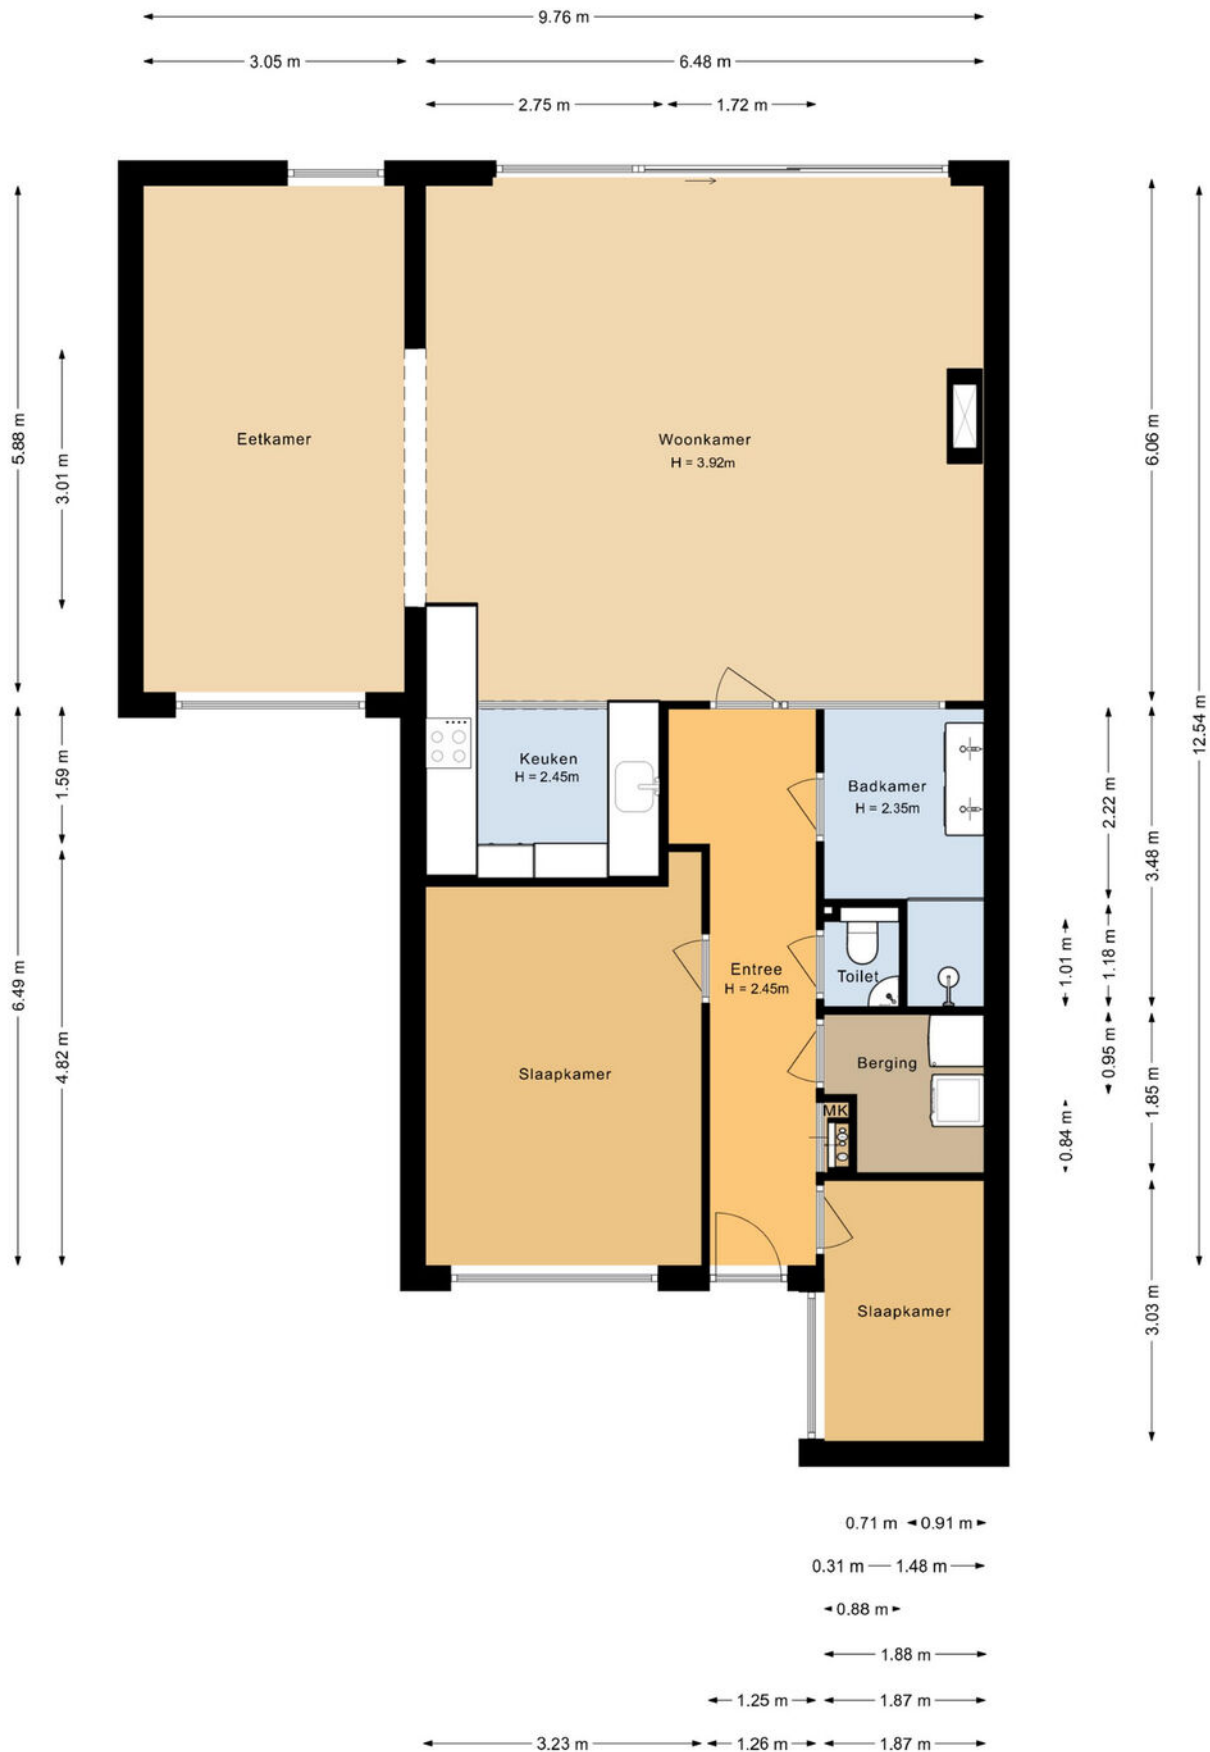 9.76 m
3.05 m
6.48 m
2.75 m
1.72 m
5.88 m
3.01 m
Eetkamer
Woonkamer
H = 3.92m
6.06 m
12.54 m
1.59 m
Keuken
H = 2.45m
Badkamer
H = 2.35m
2.22 m
3.48 m
6.49 m
4.82 m
Entree
H = 2.45m
Toilet
1.01 m
1.18 m
Slaapkamer
Berging
MK
0.95 m
0.84 m
1.85 m
Slaapkamer
3.03 m
0.71 m
0.91 m
0.31 m
1.48 m
0.88 m
1.88 m
1.25 m
1.87 m
3.23 m
1.26 m
1.87 m